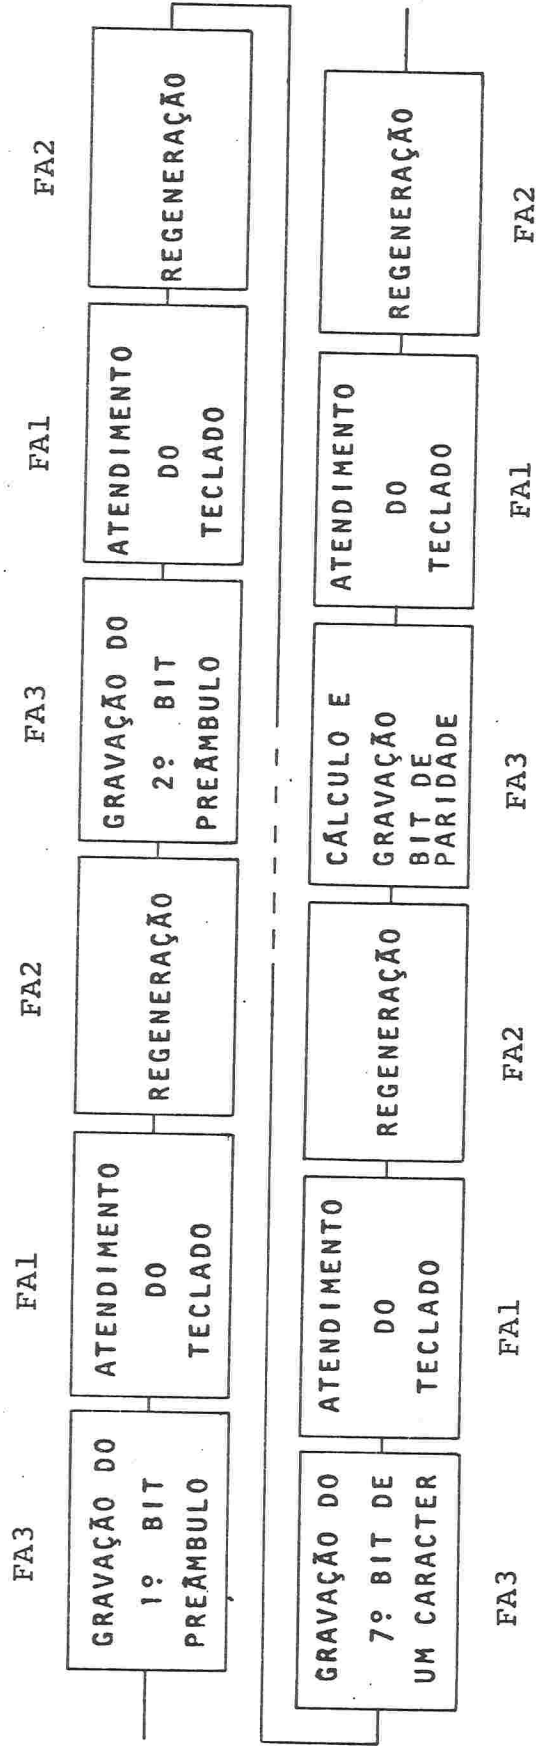 FA3
FA1
FA2
FA3
FA1
FA2
GRAVAÇÃO DO
1º BIT
PREÂMBULO
ATENDIMENTO
DO
TECLADO
REGENERAÇÃO
GRAVAÇÃO DO
2º BIT
PREÂMBULO
ATENDIMENTO
DO
TECLADO
REGENERAÇÃO
GRAVAÇÃO DO
7º BIT DE
UM CARACTER
ATENDIMENTO
DO
TECLADO
REGENERAÇÃO
CÁLCULO E
GRAVAÇÃO
BIT DE
PARIDADE
ATENDIMENTO
DO
TECLADO
REGENERAÇÃO
FA3
FA1
FA2
FA3
FA1
FA2